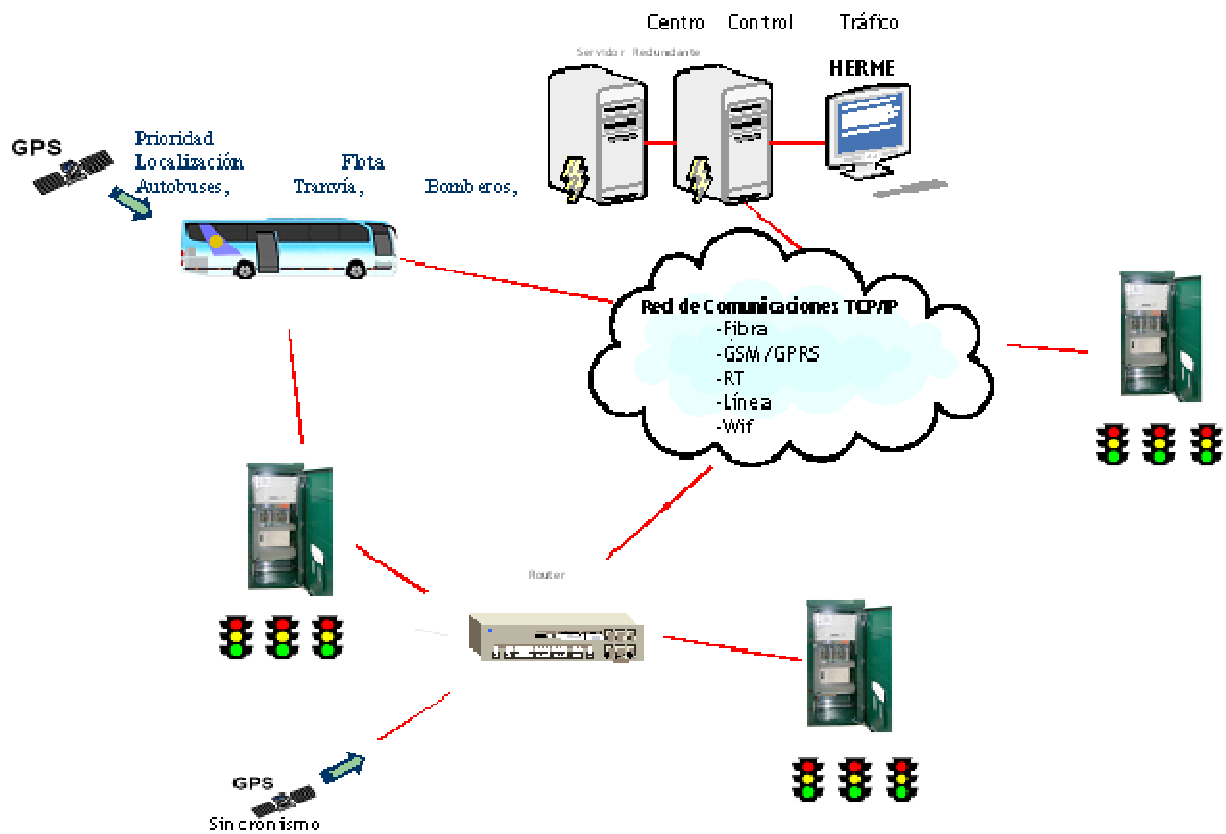 Centro Control Tráfico
Servidor Redundante
HERME
GPS
Prioridad
Localización Flota
Autobuses, Tranvía, Bomberos,
Red de Comunicaciones TCP/IP
-Fibra
-GSM/GPRS
-RT
-Línea
-Wif
Router
GPS
Sincronismo